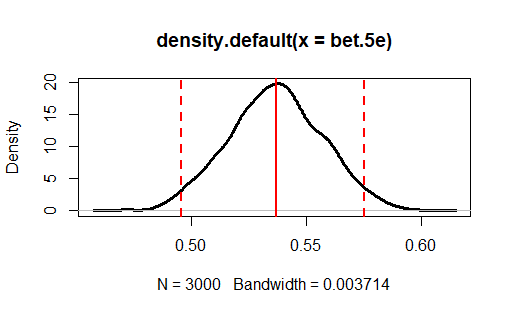 density.default(x = bet.5e)
Density
0
5
10
15
20
0.50
0.55
0.60
N = 3000   Bandwidth = 0.003714